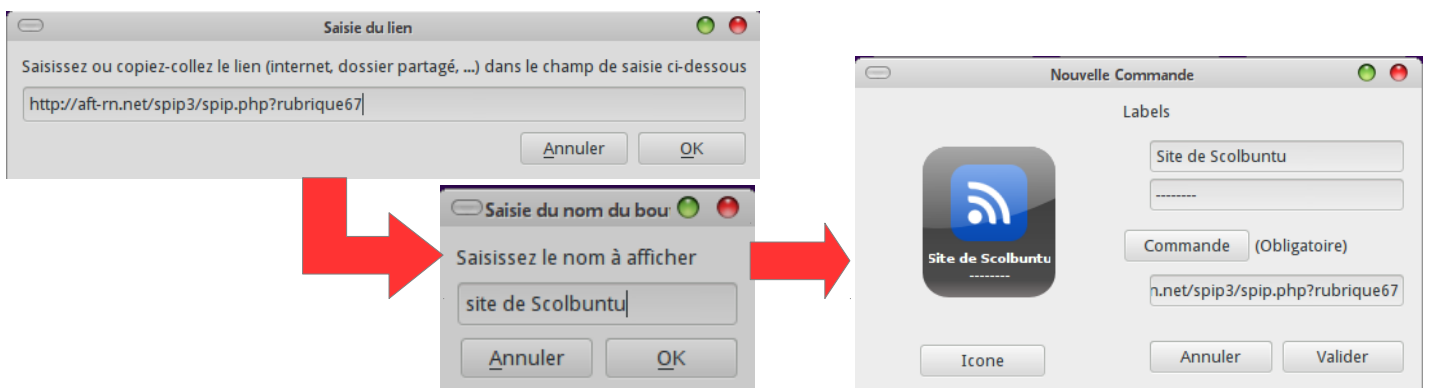 Saisie du lien
Saisissez ou copiez-collez le lien (internet, dossier partagé, ...) dans le champ de saisie ci-dessous
http://aft-rn.net/spip3/spip.php?rubrique67
Annuler
OK
Saisie du nom du bou
Saisissez le nom à afficher
site de Scolbuntu
Annuler
OK
Nouvelle Commande
Labels
Site de Scolbuntu
--------
Site de Scolbuntu
--------
Commande (Obligatoire)
n.net/spip3/spip.php?rubrique67
Icone
Annuler
Valider